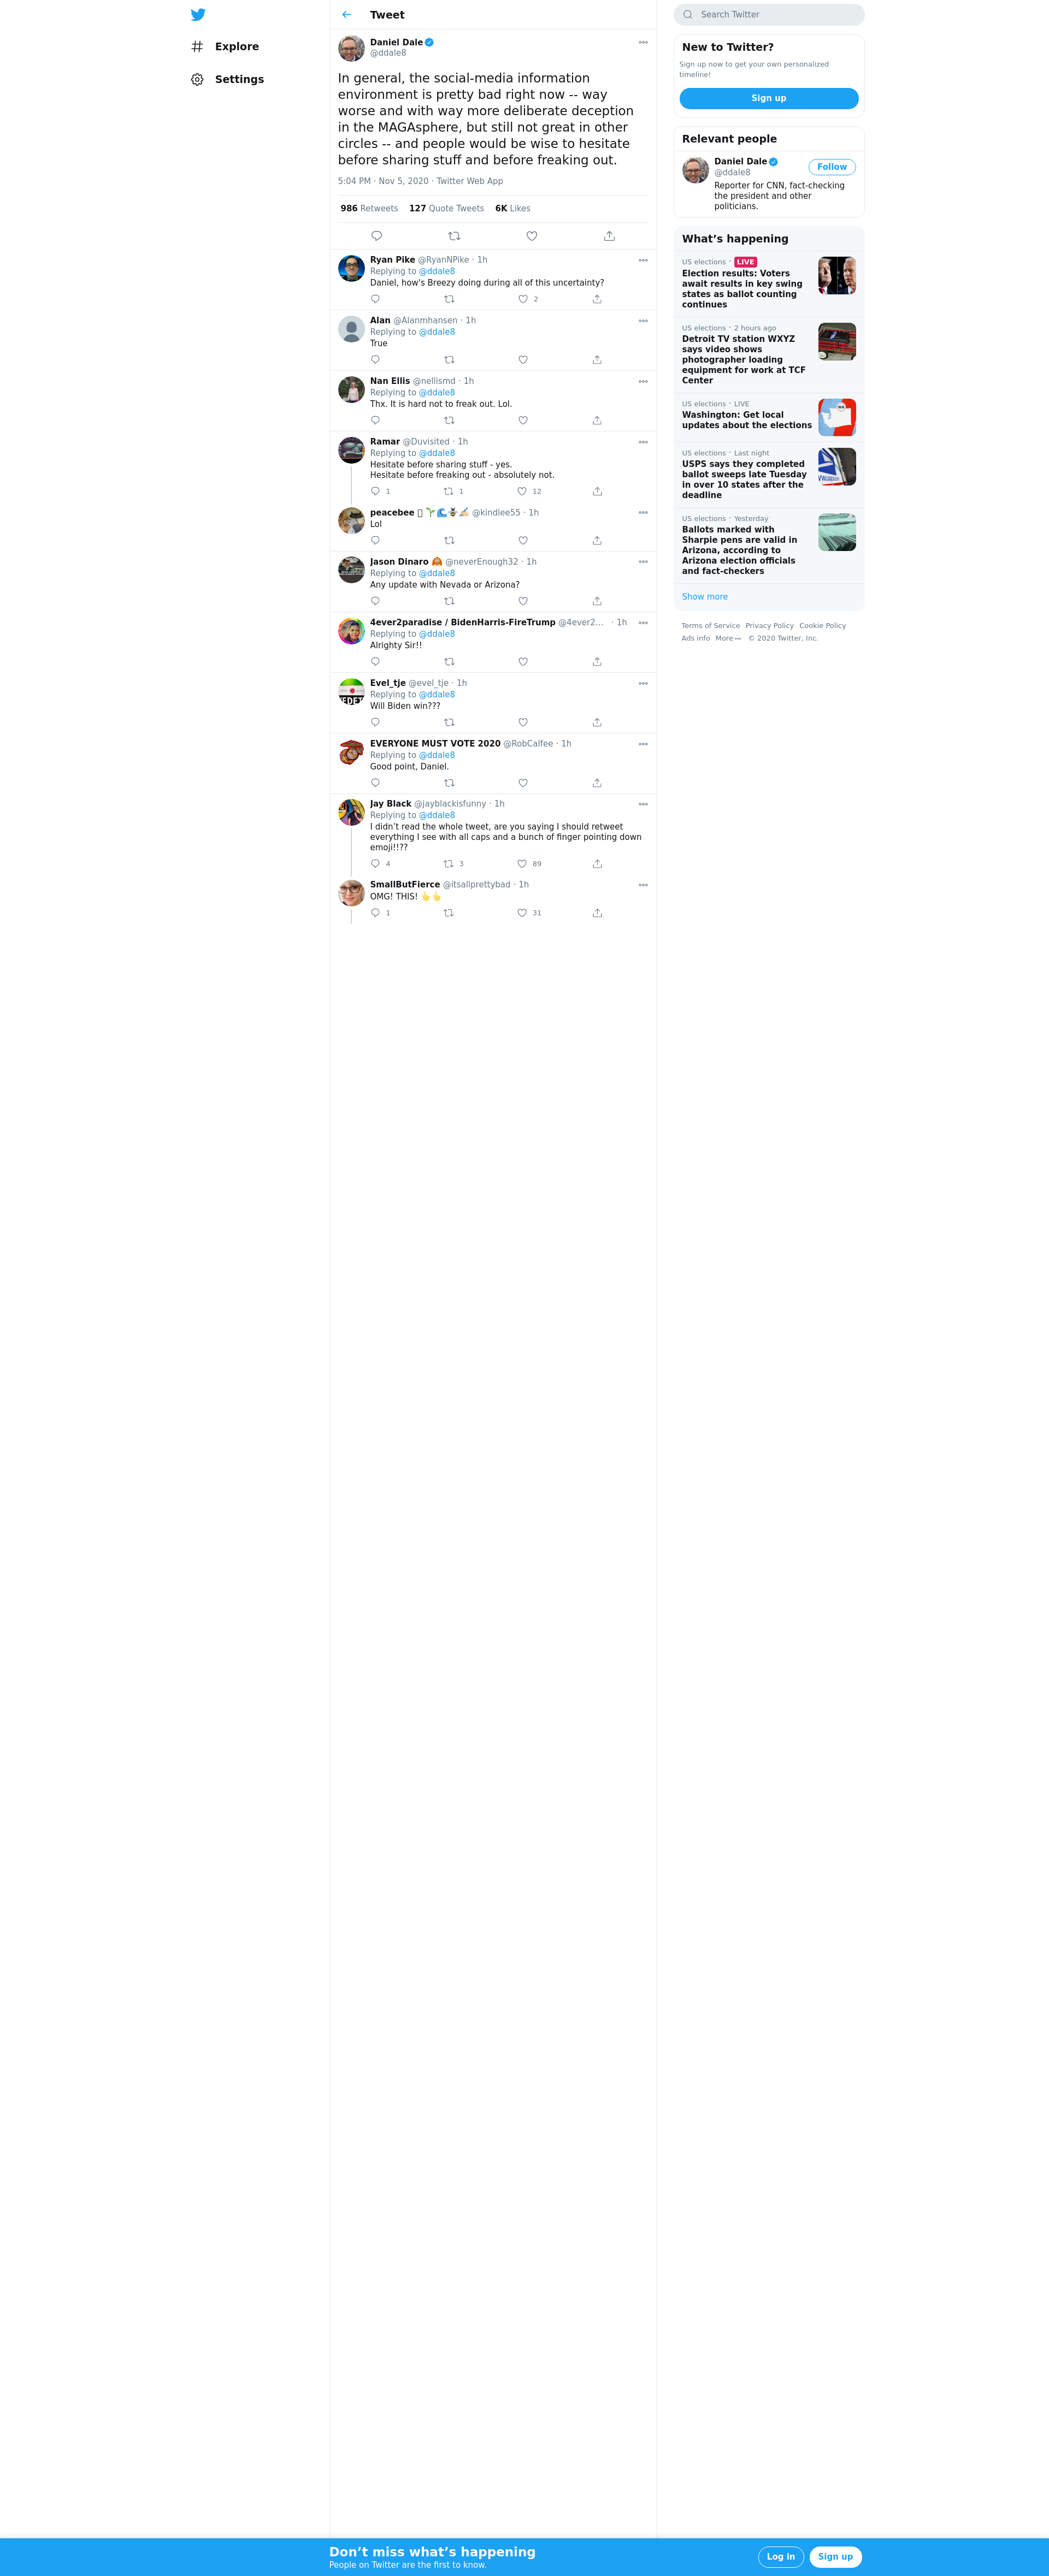 Explore
Settings
Tweet
Daniel Dale
@ddale8
In general, the social-media information
environment is pretty bad right now -- way
worse and with way more deliberate deception
in the MAGAsphere, but still not great in other
circles -- and people would be wise to hesitate
before sharing stuff and before freaking out.
5:04 PM · Nov 5, 2020 · Twitter Web App
986 Retweets 127 Quote Tweets 6K Likes
Ryan Pike @RyanNPike · 1h
Replying to @ddale8
Daniel, how's Breezy doing during all of this uncertainty?
2
Alan @Alanmhansen · 1h
Replying to @ddale8
True
Nan Ellis @nellismd · 1h
Replying to @ddale8
Thx. It is hard not to freak out. Lol.
Ramar @Duvisited · 1h
Replying to @ddale8
Hesitate before sharing stuff - yes.
Hesitate before freaking out - absolutely not.
1 1 12
peacebee @kindlee55 · 1h
Lol
Jason Dinaro @neverEnough32 · 1h
Replying to @ddale8
Any update with Nevada or Arizona?
4ever2paradise / BidenHarris-FireTrump @4ever2... · 1h
Replying to @ddale8
Alrighty Sir!!
Evel_tje @evel_tje · 1h
Replying to @ddale8
Will Biden win???
EVERYONE MUST VOTE 2020 @RobCalfee · 1h
Replying to @ddale8
Good point, Daniel.
Jay Black @jayblackisfunny · 1h
Replying to @ddale8
I didn’t read the whole tweet, are you saying I should retweet
everything I see with all caps and a bunch of finger pointing down
emoji!!??
4 3 89
SmallButFierce @itsallprettybad · 1h
OMG! THIS! 👆👆
1 31
Search Twitter
New to Twitter?
Sign up now to get your own personalized
timeline!
Sign up
Relevant people
Daniel Dale
@ddale8
Follow
Reporter for CNN, fact-checking
the president and other
politicians.
What’s happening
US elections · LIVE
Election results: Voters
await results in key swing
states as ballot counting
continues
US elections · 2 hours ago
Detroit TV station WXYZ
says video shows
photographer loading
equipment for work at TCF
Center
US elections · LIVE
Washington: Get local
updates about the elections
US elections · Last night
USPS says they completed
ballot sweeps late Tuesday
in over 10 states after the
deadline
US elections · Yesterday
Ballots marked with
Sharpie pens are valid in
Arizona, according to
Arizona election officials
and fact-checkers
Show more
Terms of Service Privacy Policy Cookie Policy
Ads info More © 2020 Twitter, Inc.
Don’t miss what’s happening
People on Twitter are the first to know.
Log in
Sign up